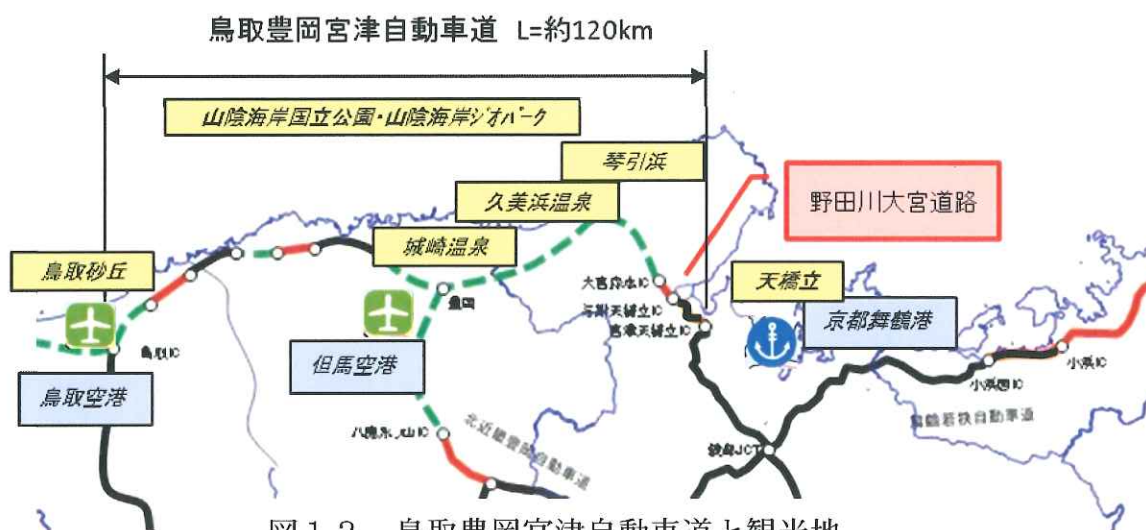 鳥取豊岡宮津自動車道 L=約120km
山陰海岸国立公園・山陰海岸ジオパーク
琴引浜
野田川大宮道路
久美浜温泉
城崎温泉
鳥取砂丘
大宮森本IC
天橋立
豊岡
与謝天橋立IC
京都舞鶴港
宮津天橋立IC
鳥取IC
但馬空港
小浜IC
小浜西IC
鳥取空港
舞鶴若狭自動車道
北近畿豊岡自動車道
綾部JCT
図1.2 鳥取豊岡宮津自動車道と観光地